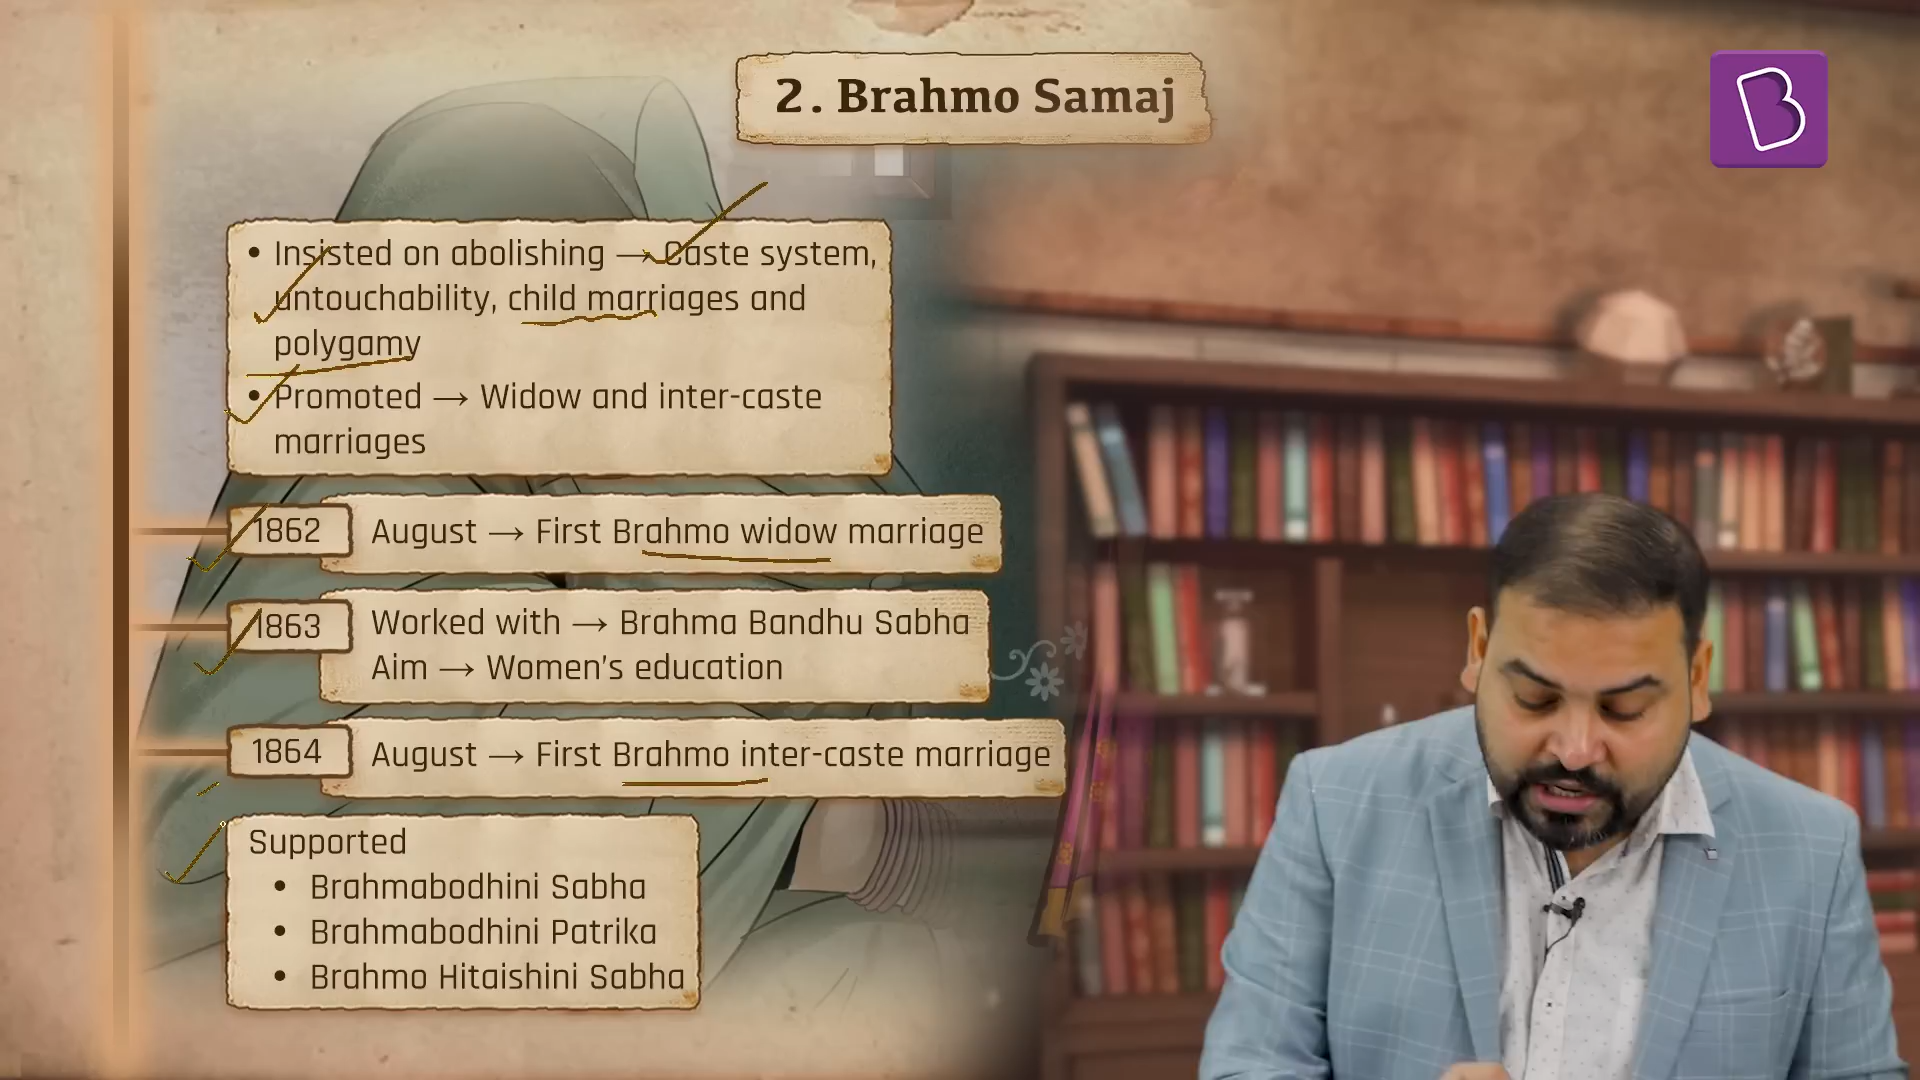 2. Brahmo Samaj
• Insisted on abolishing → Caste system,
untouchability, child marriages and
polygamy
• Promoted → Widow and inter-caste
marriages
1862
August → First Brahmo widow marriage
1863
Worked with → Brahma Bandhu Sabha
Aim → Women's education
1864
August → First Brahmo inter-caste marriage
Supported
• Brahmabodhini Sabha
• Brahmabodhini Patrika
• Brahmo Hitaishini Sabha
B